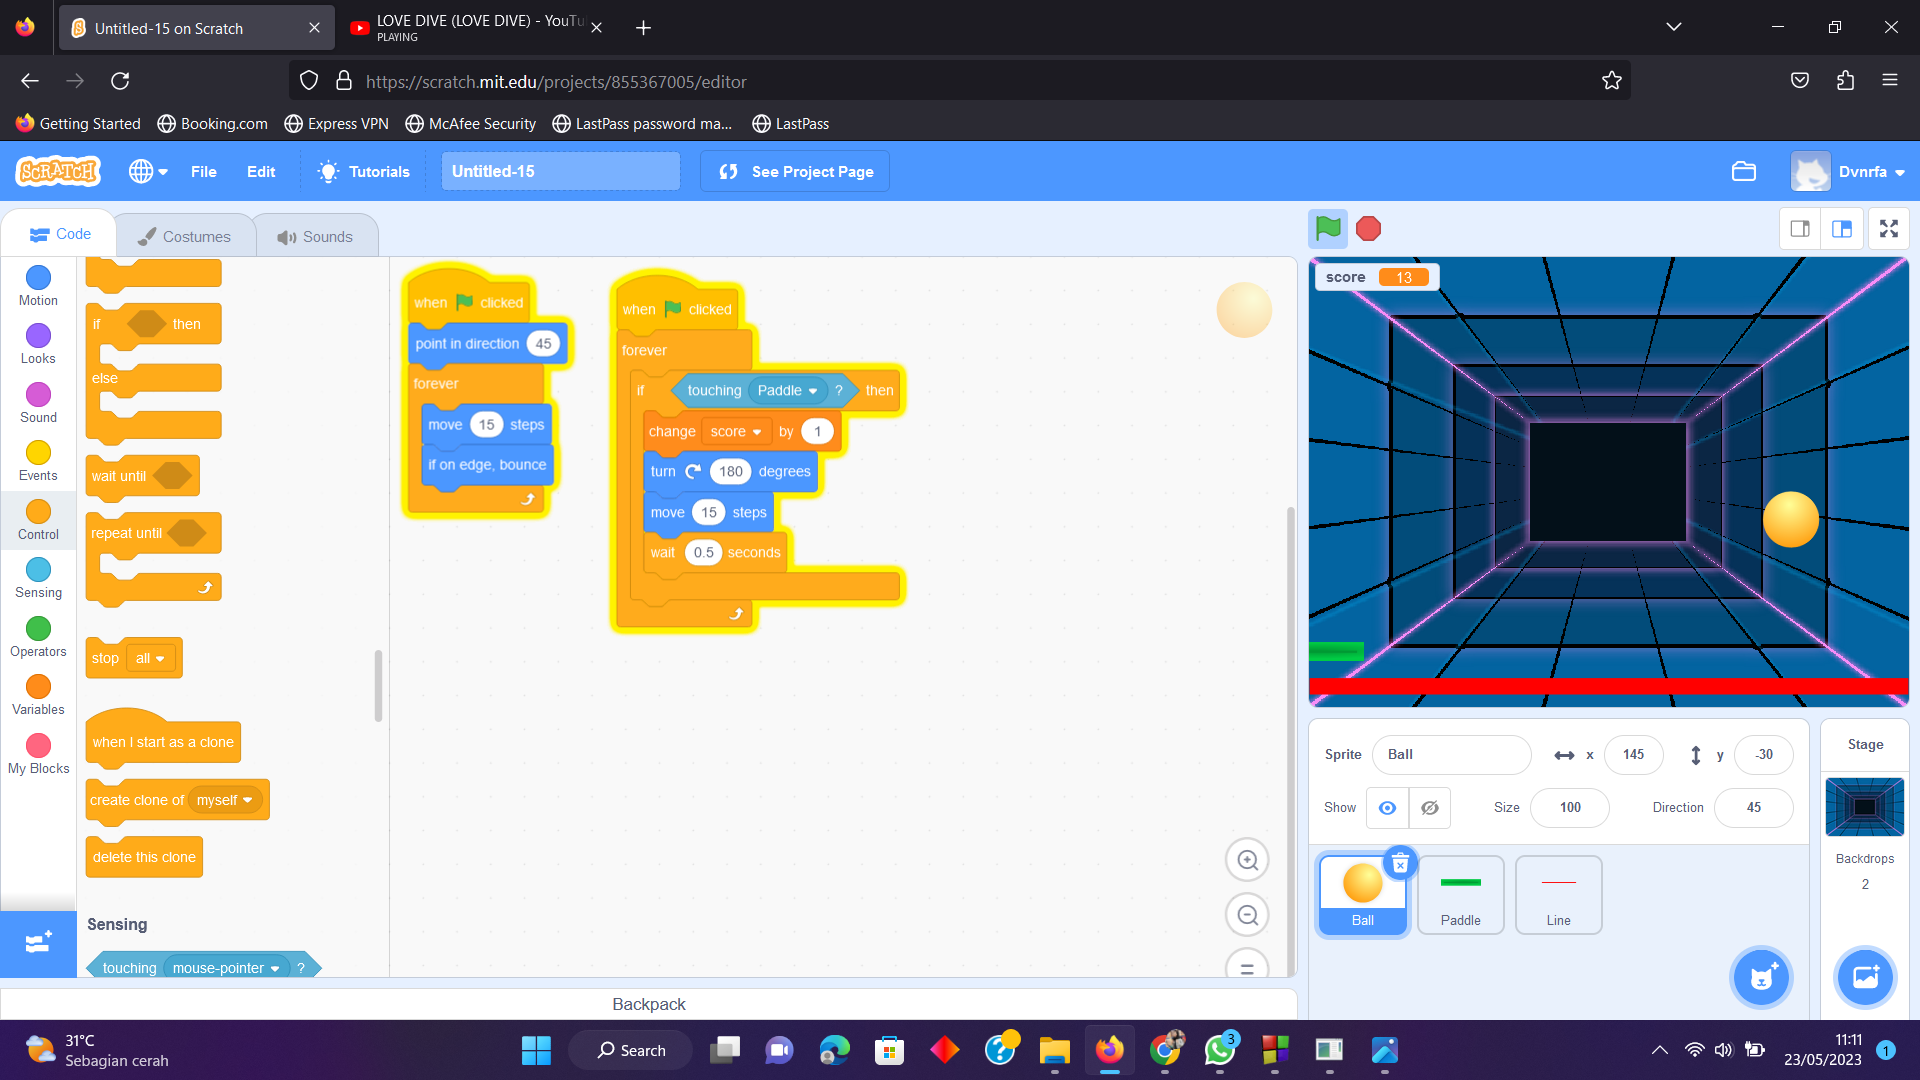 Untitled-15 on Scratch
LOVE DIVE (LOVE DIVE) - YouTu
PLAYING
https://scratch.mit.edu/projects/855367005/editor
Getting Started
Booking.com
Express VPN
McAfee Security
LastPass password ma...
LastPass
SCRATCH
File
Edit
Tutorials
Untitled-15
See Project Page
Dvnrfa
Code
Costumes
Sounds
Motion
Looks
Sound
Events
Control
Sensing
Operators
Variables
My Blocks
if then
else
wait until
repeat until
stop all
when I start as a clone
create clone of myself
delete this clone
Sensing
touching mouse-pointer ?
when clicked
point in direction 45
forever
move 15 steps
if on edge, bounce
when clicked
forever
if touching Paddle ? then
change score by 1
turn 180 degrees
move 15 steps
wait 0.5 seconds
score 13
Sprite Ball x 145 y -30
Show Size 100 Direction 45
Ball
Paddle
Line
Stage
Backdrops
2
Backpack
31°C
Sebagian cerah
Search
3
11:11
23/05/2023
1